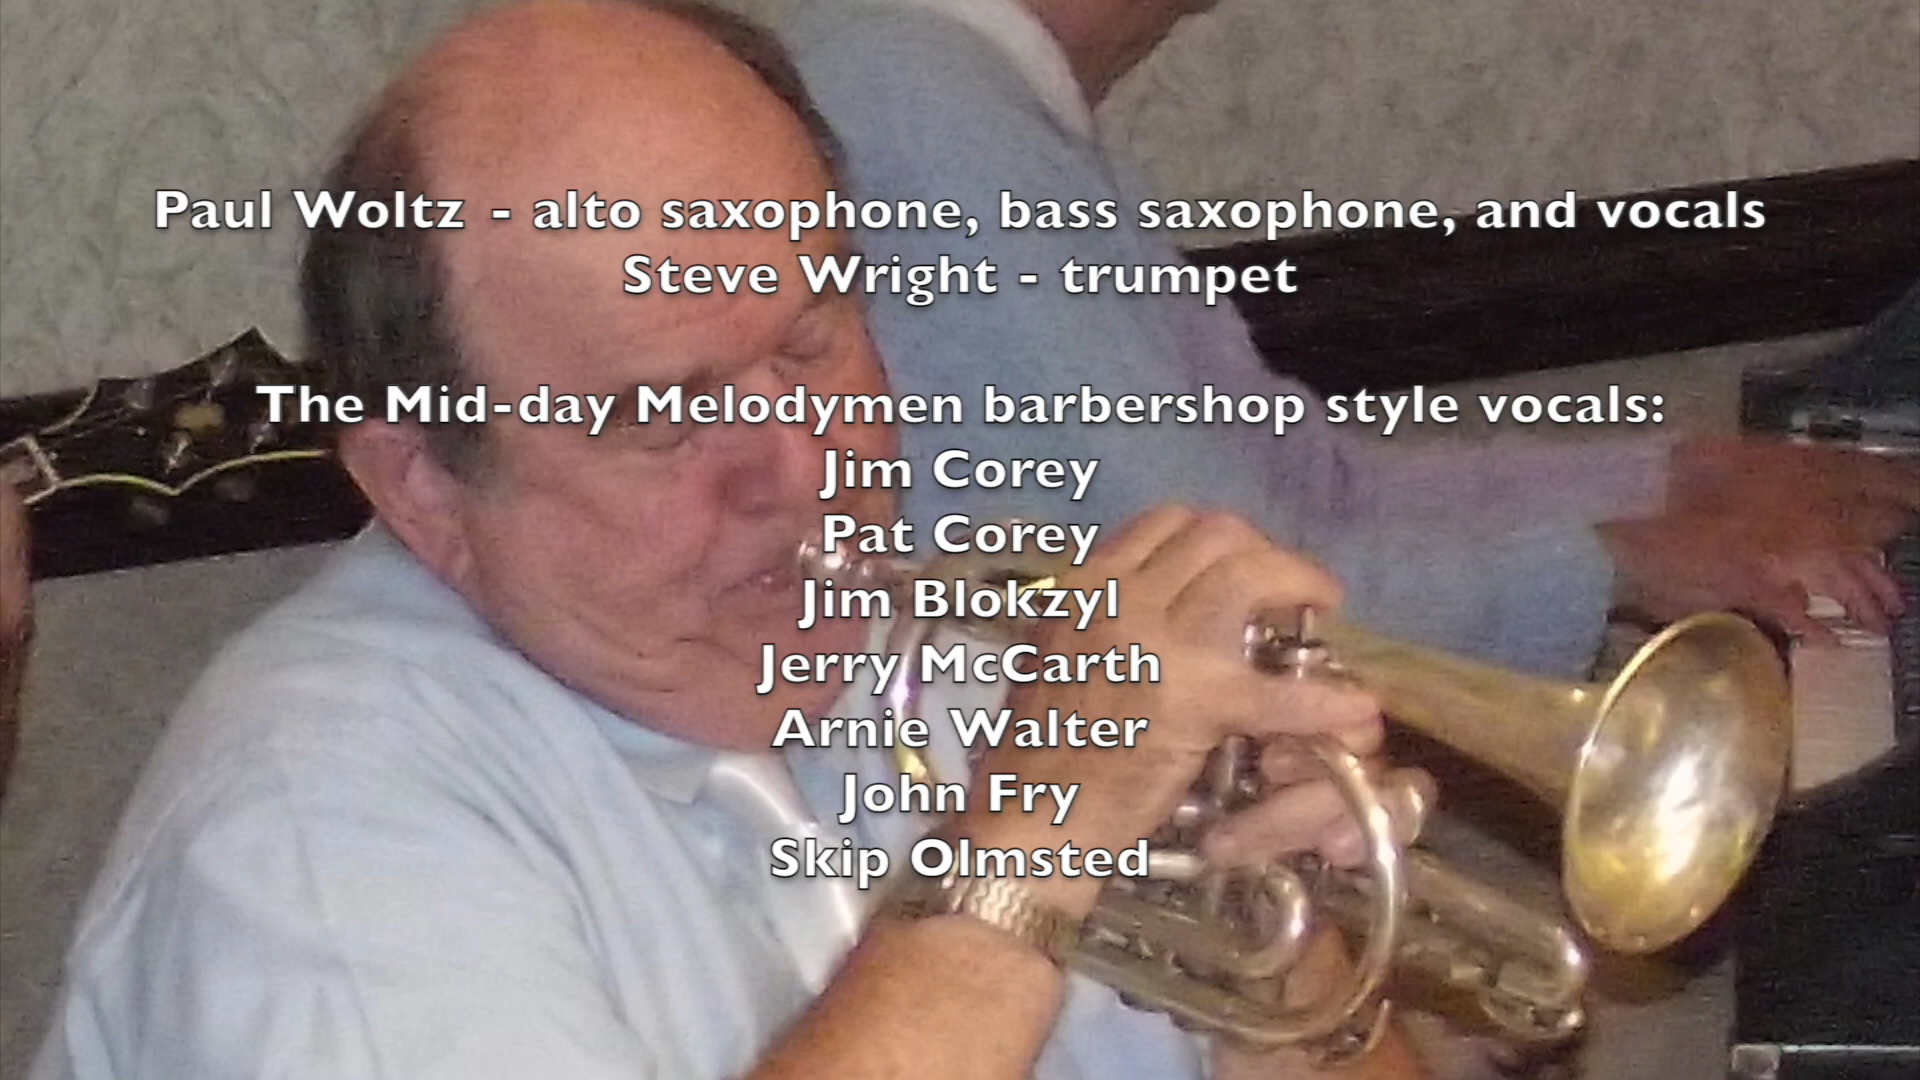 Paul Woltz - alto saxophone, bass saxophone, and vocals
Steve Wright - trumpet
The Mid-day Melodymen barbershop style vocals:
Jim Corey
Pat Corey
Jim Blokzyl
Jerry McCarth
Arnie Walter
John Fry
Skip Olmsted